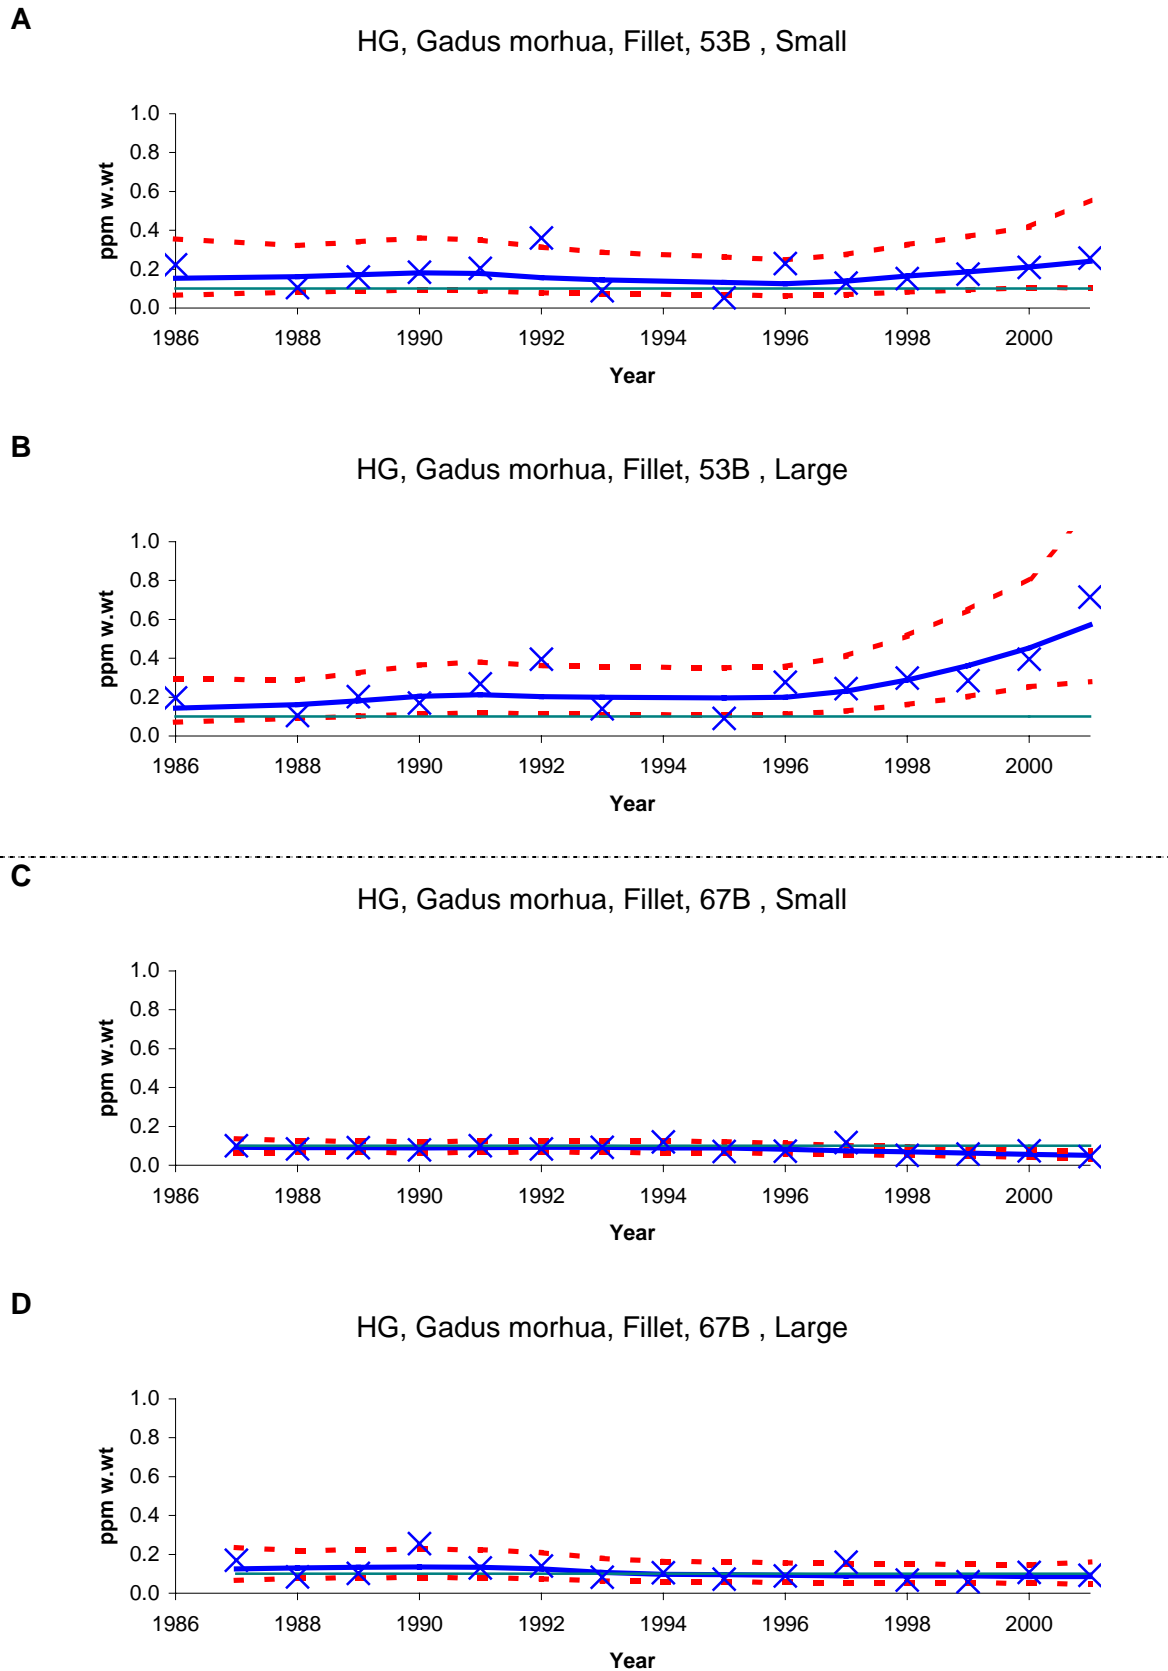 A
HG, Gadus morhua, Fillet, 53B , Small
1.0
0.8
0.6
0.4
0.2
0.0
ppm w.wt
1986 1988 1990 1992 1994 1996 1998 2000
Year
B
HG, Gadus morhua, Fillet, 53B , Large
1.0
0.8
0.6
0.4
0.2
0.0
ppm w.wt
1986 1988 1990 1992 1994 1996 1998 2000
Year
C
HG, Gadus morhua, Fillet, 67B , Small
1.0
0.8
0.6
0.4
0.2
0.0
ppm w.wt
1986 1988 1990 1992 1994 1996 1998 2000
Year
D
HG, Gadus morhua, Fillet, 67B , Large
1.0
0.8
0.6
0.4
0.2
0.0
ppm w.wt
1986 1988 1990 1992 1994 1996 1998 2000
Year